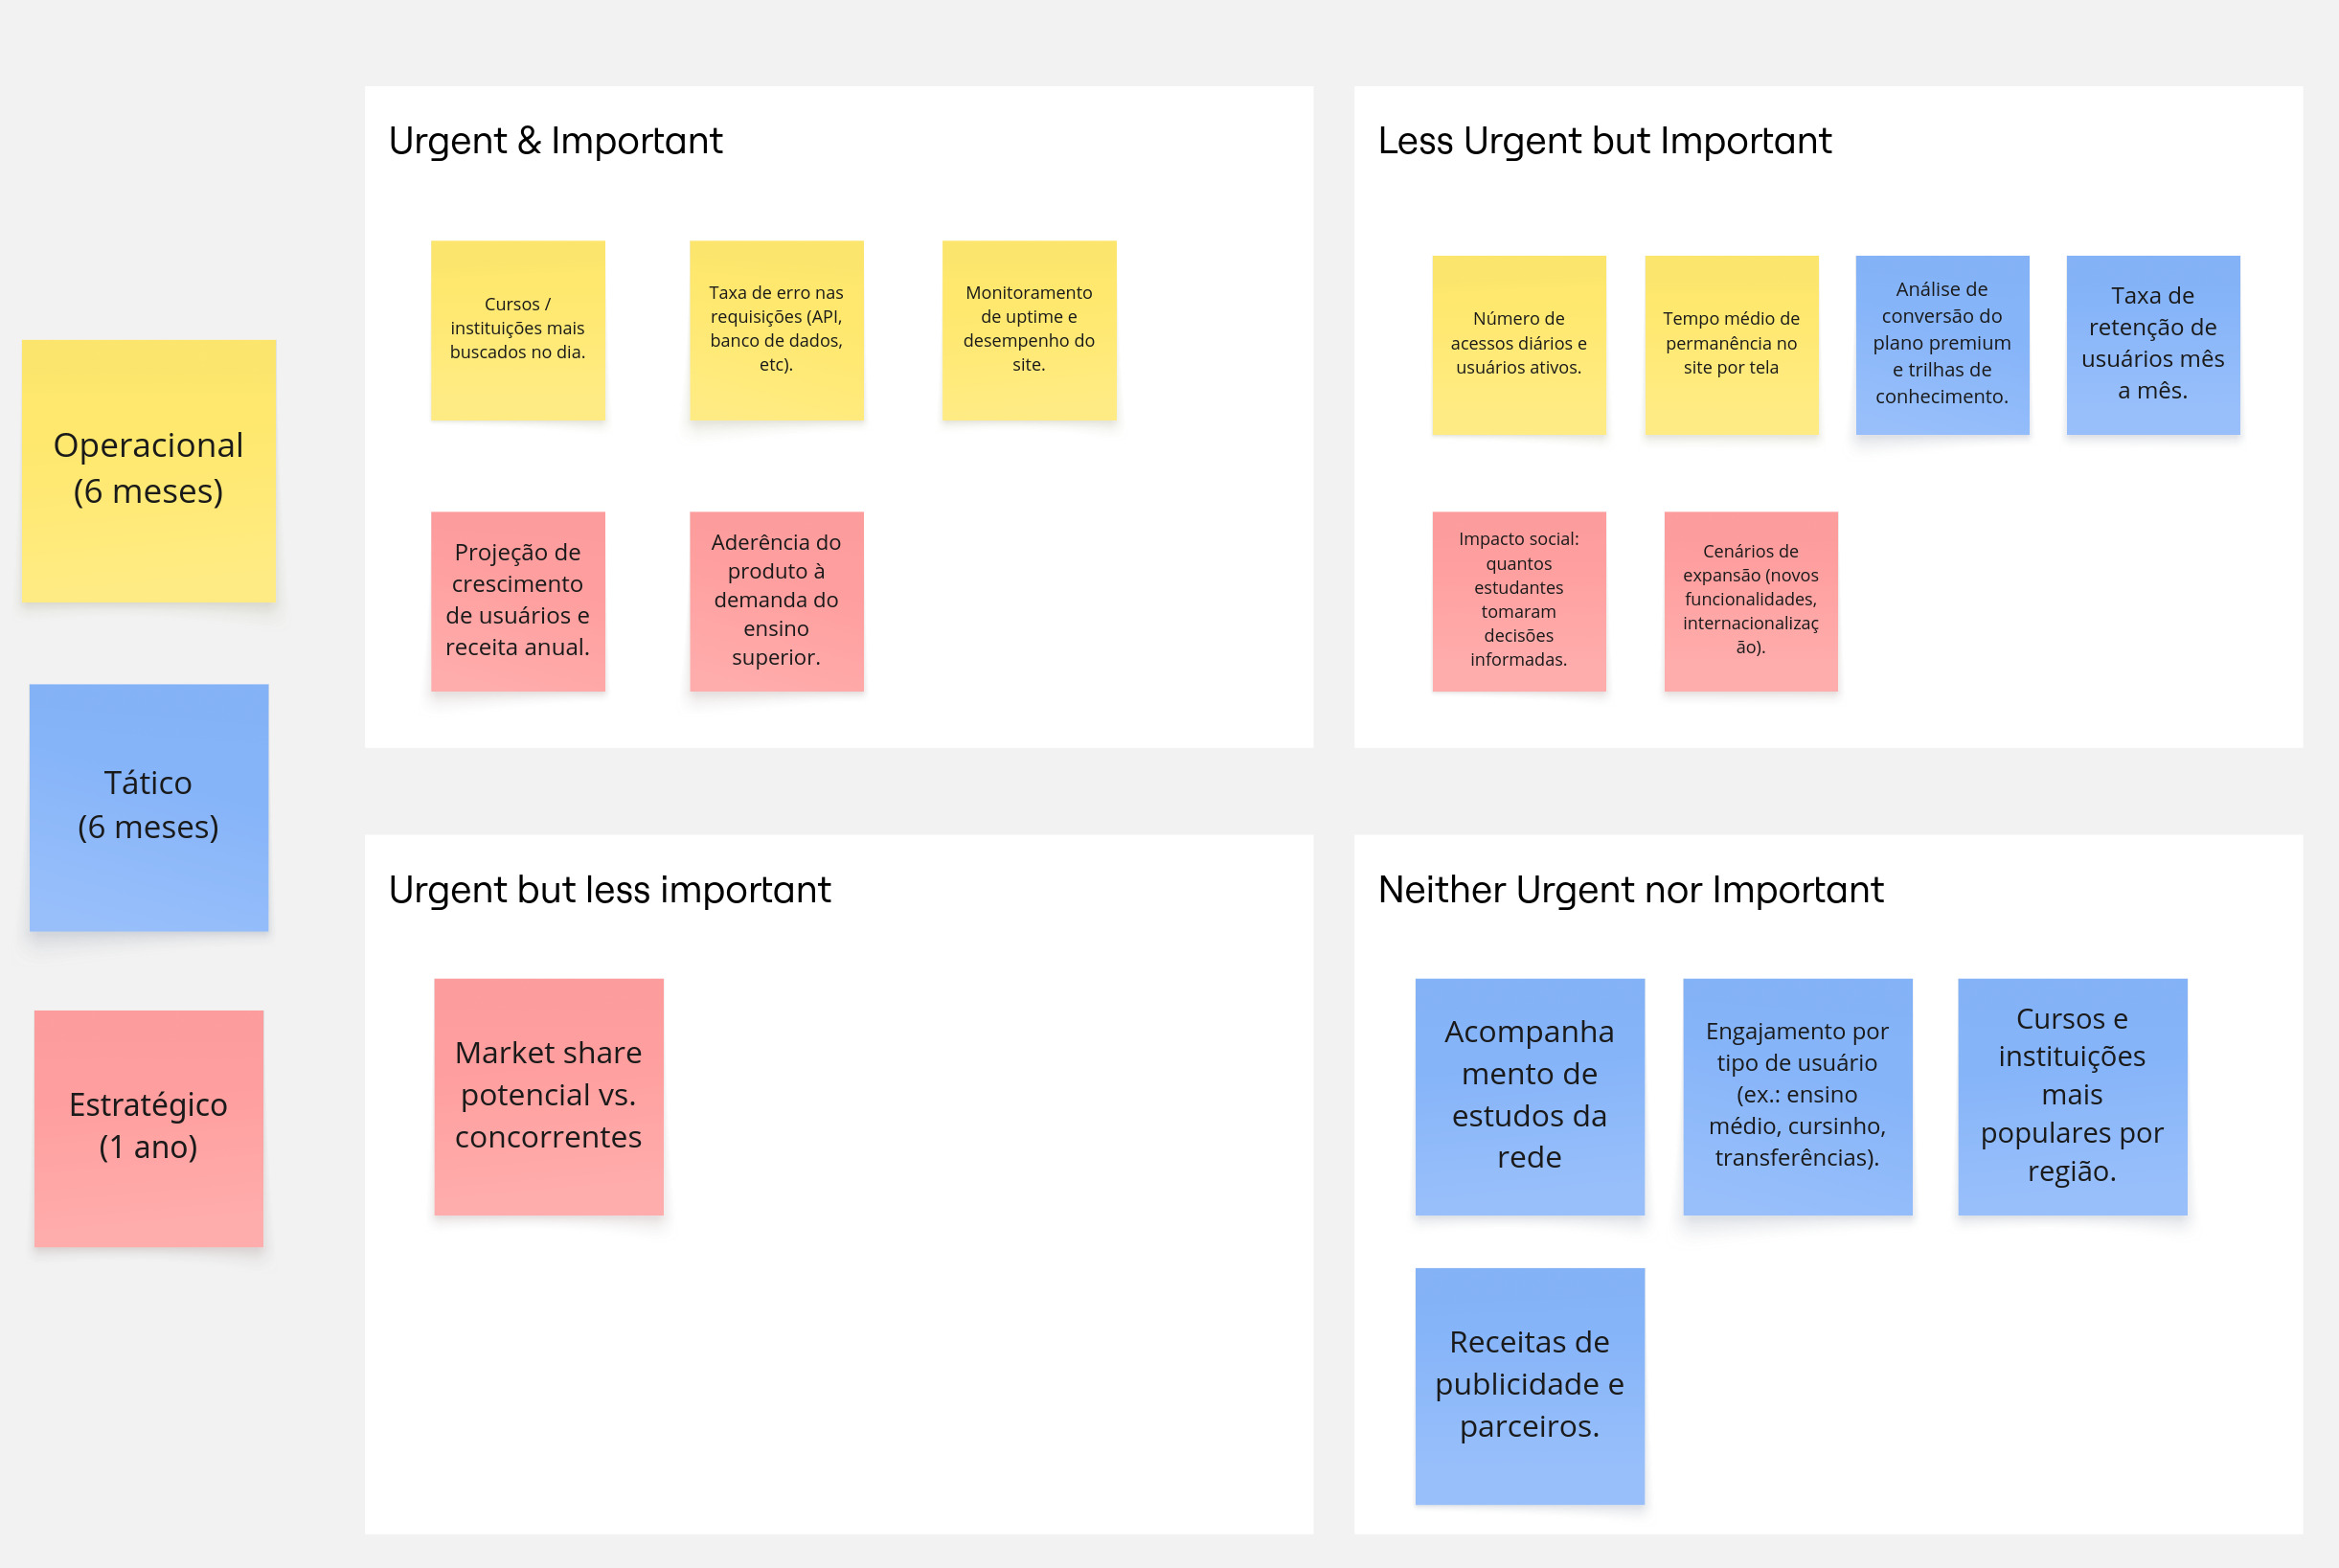 Operacional
(6 meses)
Tático
(6 meses)
Estratégico
(1 ano)
Urgent & Important
Cursos /
instituições mais
buscados no dia.
Taxa de erro nas
requisições (API,
banco de dados,
etc).
Monitoramento
de uptime e
desempenho do
site.
Projeção de
crescimento
de usuários e
receita anual.
Aderência do
produto à
demanda do
ensino
superior.
Less Urgent but Important
Número de
acessos diários e
usuários ativos.
Tempo médio de
permanência no
site por tela
Análise de
conversão do
plano premium
e trilhas de
conhecimento.
Taxa de
retenção de
usuários mês
a mês.
Impacto social:
quantos
estudantes
tomaram
decisões
informadas.
Cenários de
expansão (novos
funcionalidades,
internacionalizaç
ão).
Urgent but less important
Market share
potencial vs.
concorrentes
Neither Urgent nor Important
Acompanha
mento de
estudos da
rede
Engajamento por
tipo de usuário
(ex.: ensino
médio, cursinho,
transferências).
Cursos e
instituições
mais
populares por
região.
Receitas de
publicidade e
parceiros.